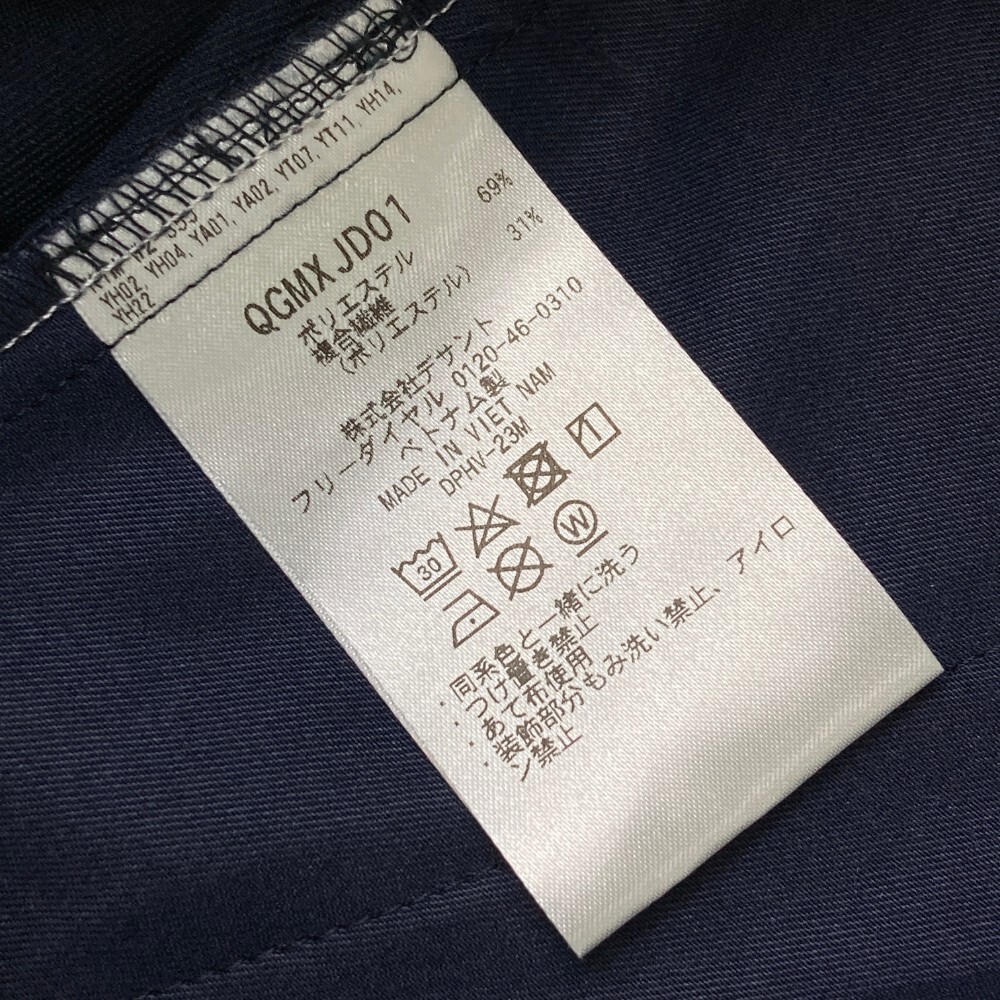 YH02, YH04, YA01, YA02, YT07, YT11, YH14,
YH22
QGMXJD01
ポリエステル 69%
複合繊維 31%
(ポリエステル)
株式会社デサント
フリーダイヤル 0120-46-0310
ベトナム製
MADE IN VIET NAM
DPHV-23M
30
1
W
・同系色と一緒に洗う
・つけ置き禁止
・あて布使用
・装飾部分もみ洗い禁止、アイロ
ン禁止